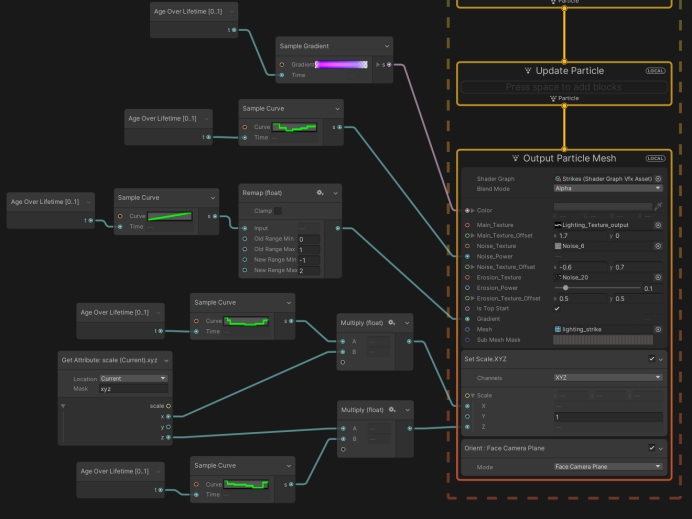 Age Over Lifetime [0..1]
t
Sample Gradient
Gradient
s
Time
Age Over Lifetime [0..1]
t
Sample Curve
Curve
s
Time
Age Over Lifetime [0..1]
t
Sample Curve
Curve
s
Time
Remap (float)
Clamp
Input
Old Range Min 0
Old Range Max 1
New Range Min -1
New Range Max 2
Age Over Lifetime [0..1]
t
Sample Curve
Curve
s
Time
Multiply (float)
A
B
Get Attribute: scale (Current).xyz
Location Current
Mask xyz
scale
x
y
z
Multiply (float)
A
B
Age Over Lifetime [0..1]
t
Sample Curve
Curve
s
Time
Particle
Update Particle
LOCAL
Press space to add blocks
Particle
Output Particle Mesh
LOCAL
Shader Graph Strikes (Shader Graph Vfx Asset)
Blend Mode Alpha
Color
Main_Texture Lighting_Texture_output
Main_Texture_Offset x 1.7 y 0
Noise_Texture Noise_6
Noise_Power
Noise_Texture_Offset x -0.6 y 0.7
Erosion_Texture Noise_20
Erosion_Power 0.1
Erosion_Texture_Offset x 0.5 y 0.5
Is Top Start
Gradient
Mesh lighting_strike
Sub Mesh Mask
Set Scale.XYZ
Channels XYZ
Scale
X
Y 1
Z
Orient : Face Camera Plane
Mode Face Camera Plane